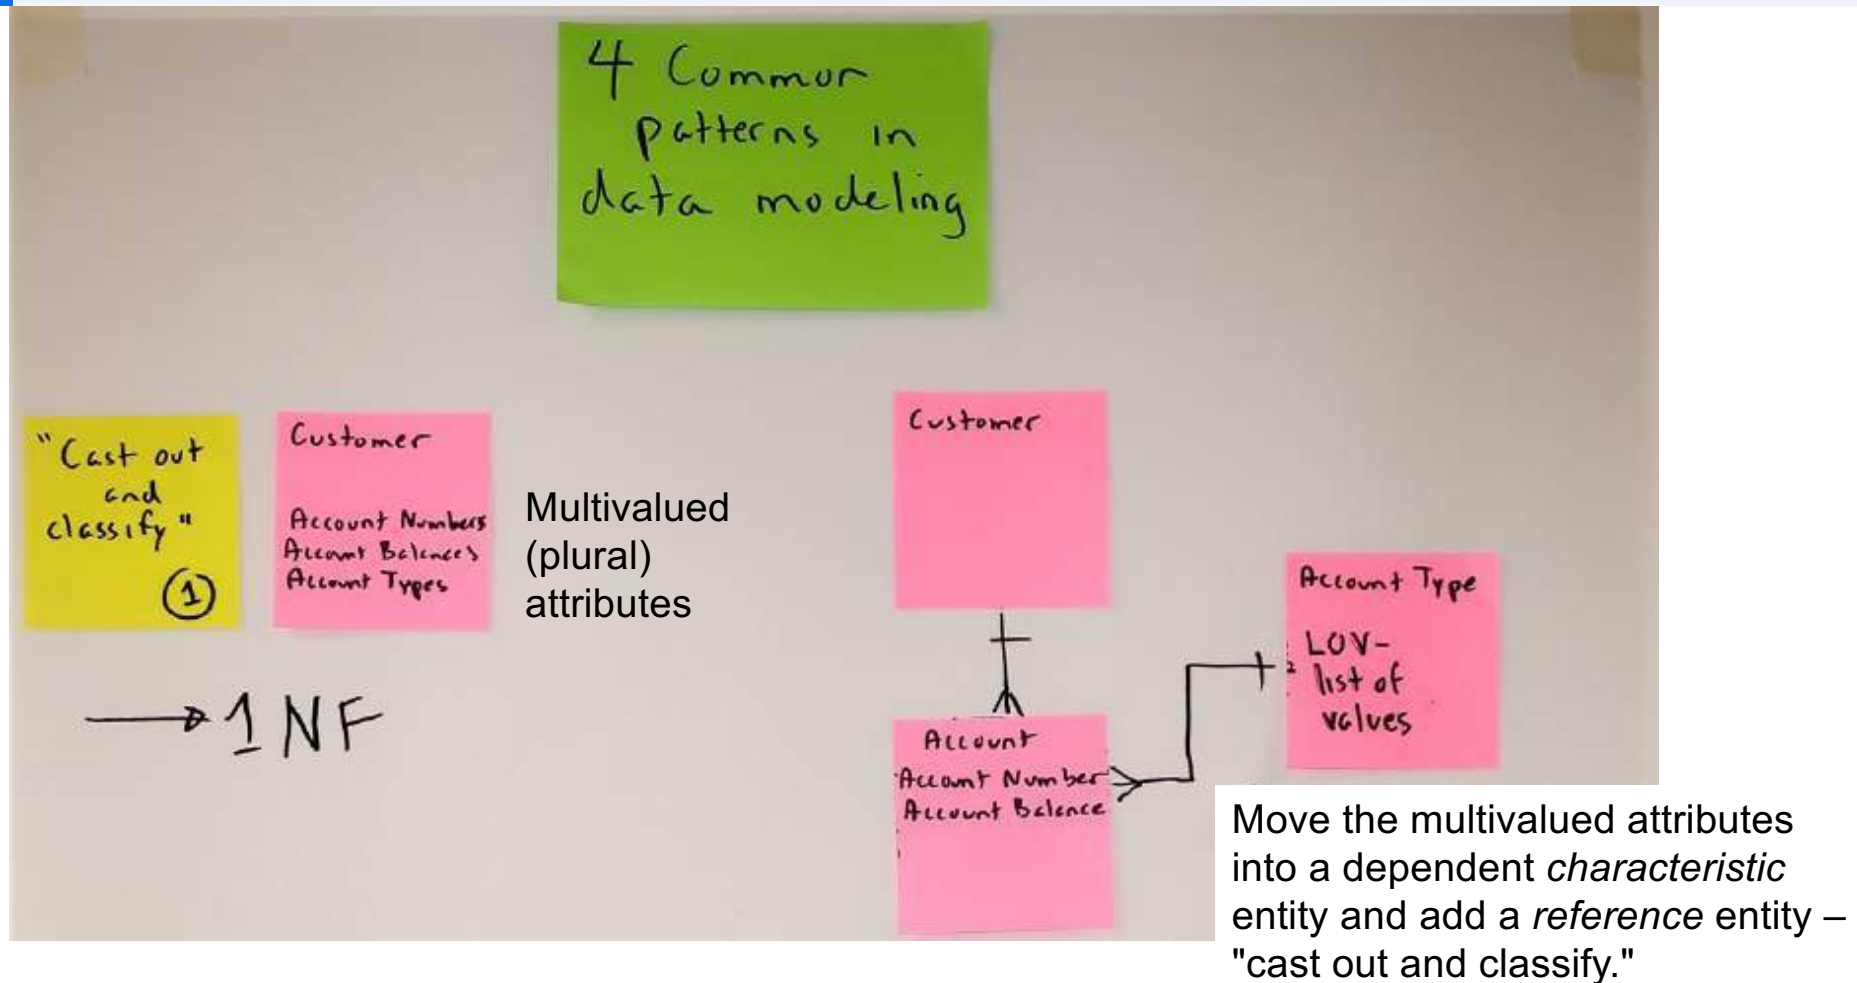 4 Common
patterns in
data modeling
"Cast out
and
classify"
1
Customer
Account Numbers
Account Balances
Account Types
Multivalued
(plural)
attributes
→ 1NF
Customer
Account
Account Number
Account Balance
Account Type
LOV-
list of
values
Move the multivalued attributes
into a dependent characteristic
entity and add a reference entity –
"cast out and classify."